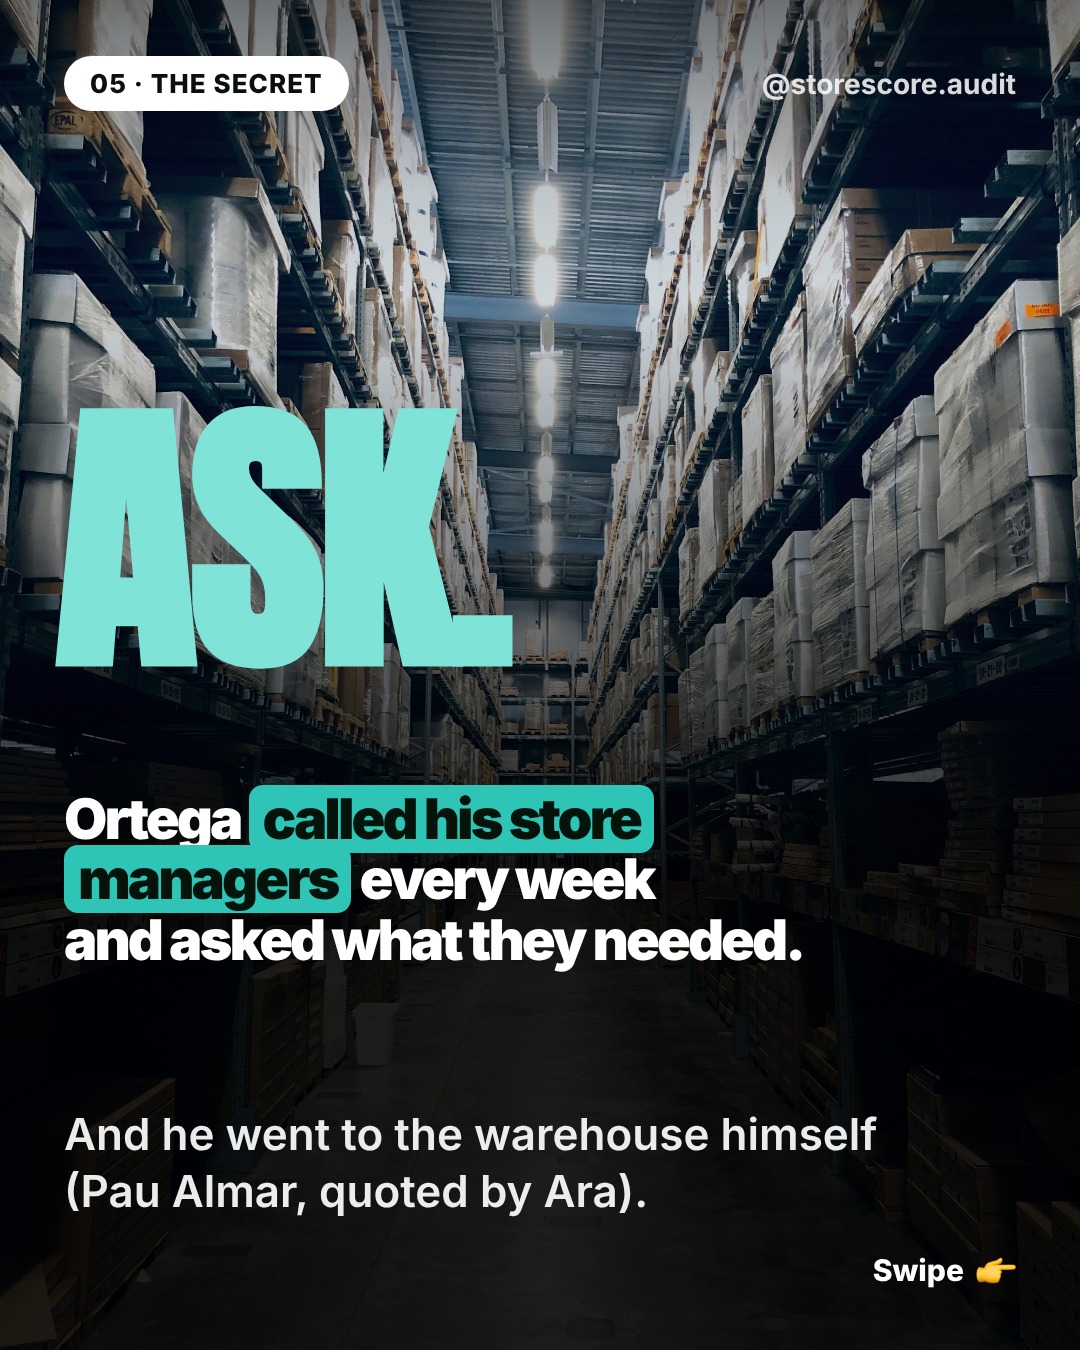 05 · THE SECRET
@storescore.audit
ASK.
Ortega called his store
managers every week
and asked what they needed.
And he went to the warehouse himself
(Pau Almar, quoted by Ara).
Swipe 👉